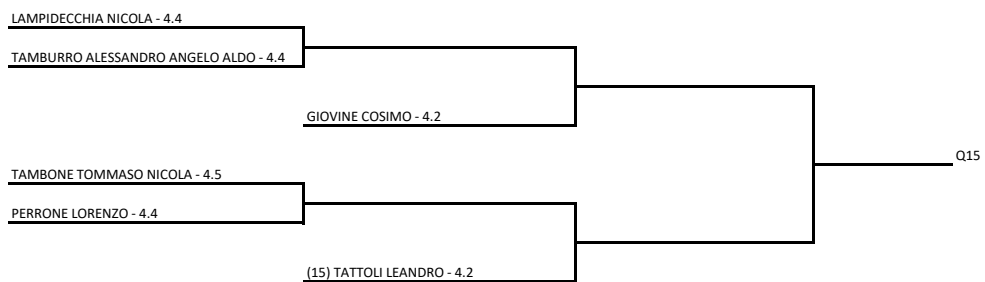 LAMPIDECCHIA NICOLA - 4.4
TAMBURRO ALESSANDRO ANGELO ALDO - 4.4
GIOVINE COSIMO - 4.2
Q15
TAMBONE TOMMASO NICOLA - 4.5
PERRONE LORENZO - 4.4
(15) TATTOLI LEANDRO - 4.2